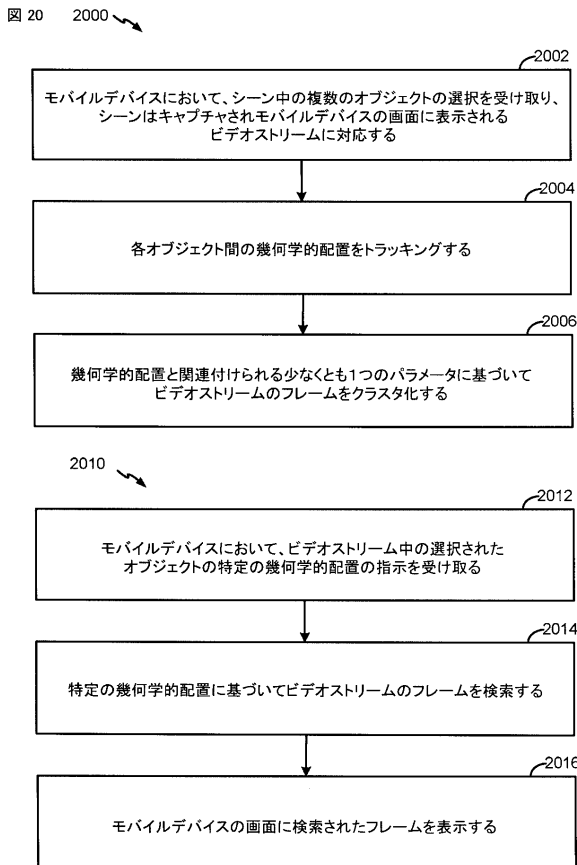 図 20 2000
2002
モバイルデバイスにおいて、シーン中の複数のオブジェクトの選択を受け取り、
シーンはキャプチャされモバイルデバイスの画面に表示される
ビデオストリームに対応する
2004
各オブジェクト間の幾何学的配置をトラッキングする
2006
幾何学的配置と関連付けられる少なくとも1つのパラメータに基づいて
ビデオストリームのフレームをクラスタ化する
2010
2012
モバイルデバイスにおいて、ビデオストリーム中の選択された
オブジェクトの特定の幾何学的配置の指示を受け取る
2014
特定の幾何学的配置に基づいてビデオストリームのフレームを検索する
2016
モバイルデバイスの画面に検索されたフレームを表示する